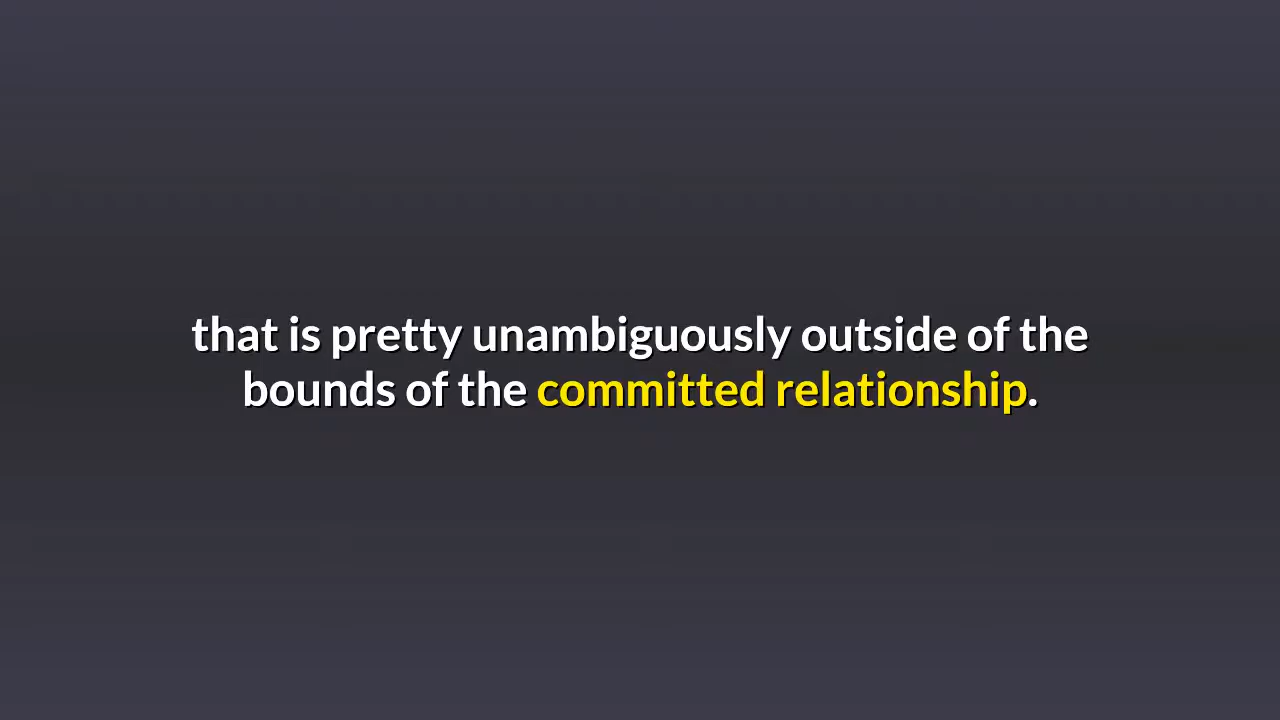 that is pretty unambiguously outside of the
bounds of the committed relationship.